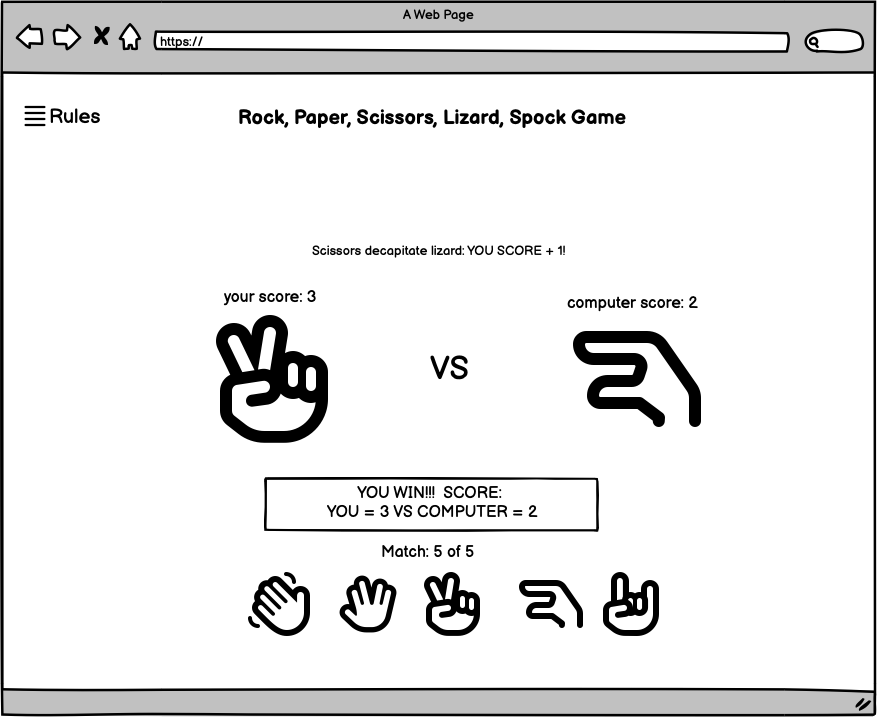 A Web Page
https://
Rules
Rock, Paper, Scissors, Lizard, Spock Game
Scissors decapitate lizard: YOU SCORE + 1!
your score: 3
computer score: 2
VS
YOU WIN!!! SCORE:
YOU = 3 VS COMPUTER = 2
Match: 5 of 5